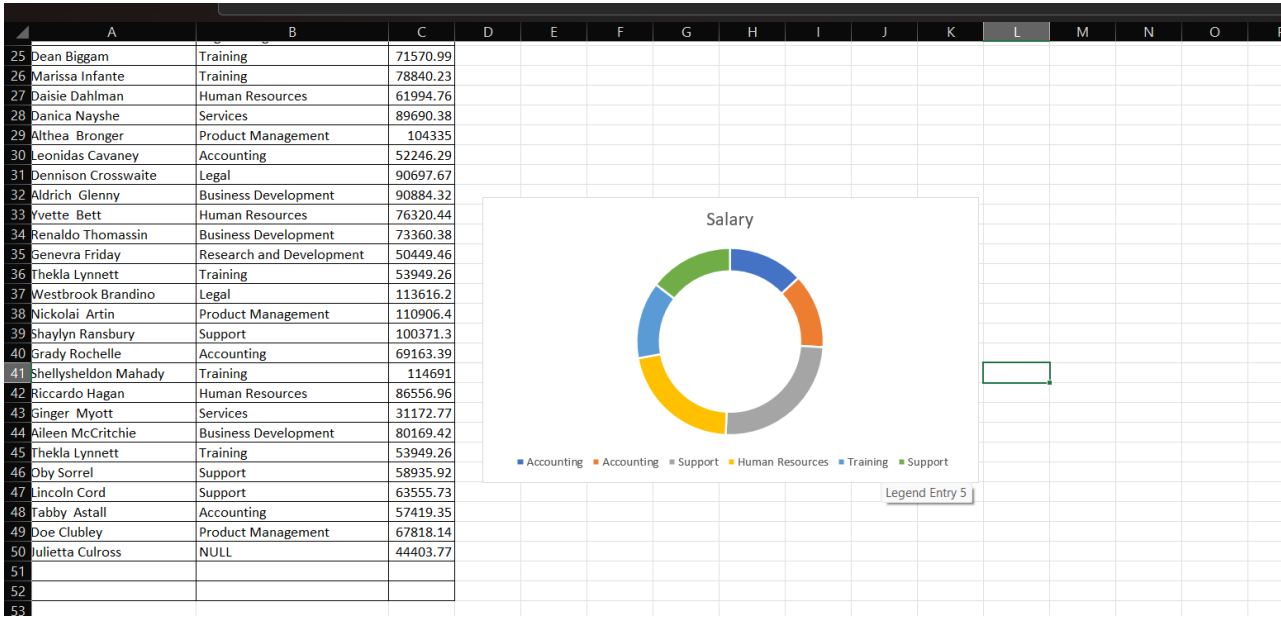 A B C D E F G H I J K L M N O
25 Dean Biggam Training 71570.99
26 Marissa Infante Training 78840.23
27 Daisie Dahlman Human Resources 61994.76
28 Danica Nayshe Services 89690.38
29 Althea Bronger Product Management 104335
30 Leonidas Cavaney Accounting 52246.29
31 Dennison Crosswaite Legal 90697.67
32 Aldrich Glenny Business Development 90884.32
33 Yvette Bett Human Resources 76320.44
34 Renaldo Thomassin Business Development 73360.38
35 Genevra Friday Research and Development 50449.46
36 Thekla Lynnett Training 53949.26
37 Westbrook Brandino Legal 113616.2
38 Nickolai Artin Product Management 110906.4
39 Shaylyn Ransbury Support 100371.3
40 Grady Rochelle Accounting 69163.39
41 Shellysheldon Mahady Training 114691
42 Riccardo Hagan Human Resources 86556.96
43 Ginger Myott Services 31172.77
44 Aileen McCritchie Business Development 80169.42
45 Thekla Lynnett Training 53949.26
46 Oby Sorrel Support 58935.92
47 Lincoln Cord Support 63555.73
48 Tabby Astall Accounting 57419.35
49 Doe Clubley Product Management 67818.14
50 Julietta Culross NULL 44403.77
51
52
53
Salary
Accounting Accounting Support Human Resources Training Support
Legend Entry 5